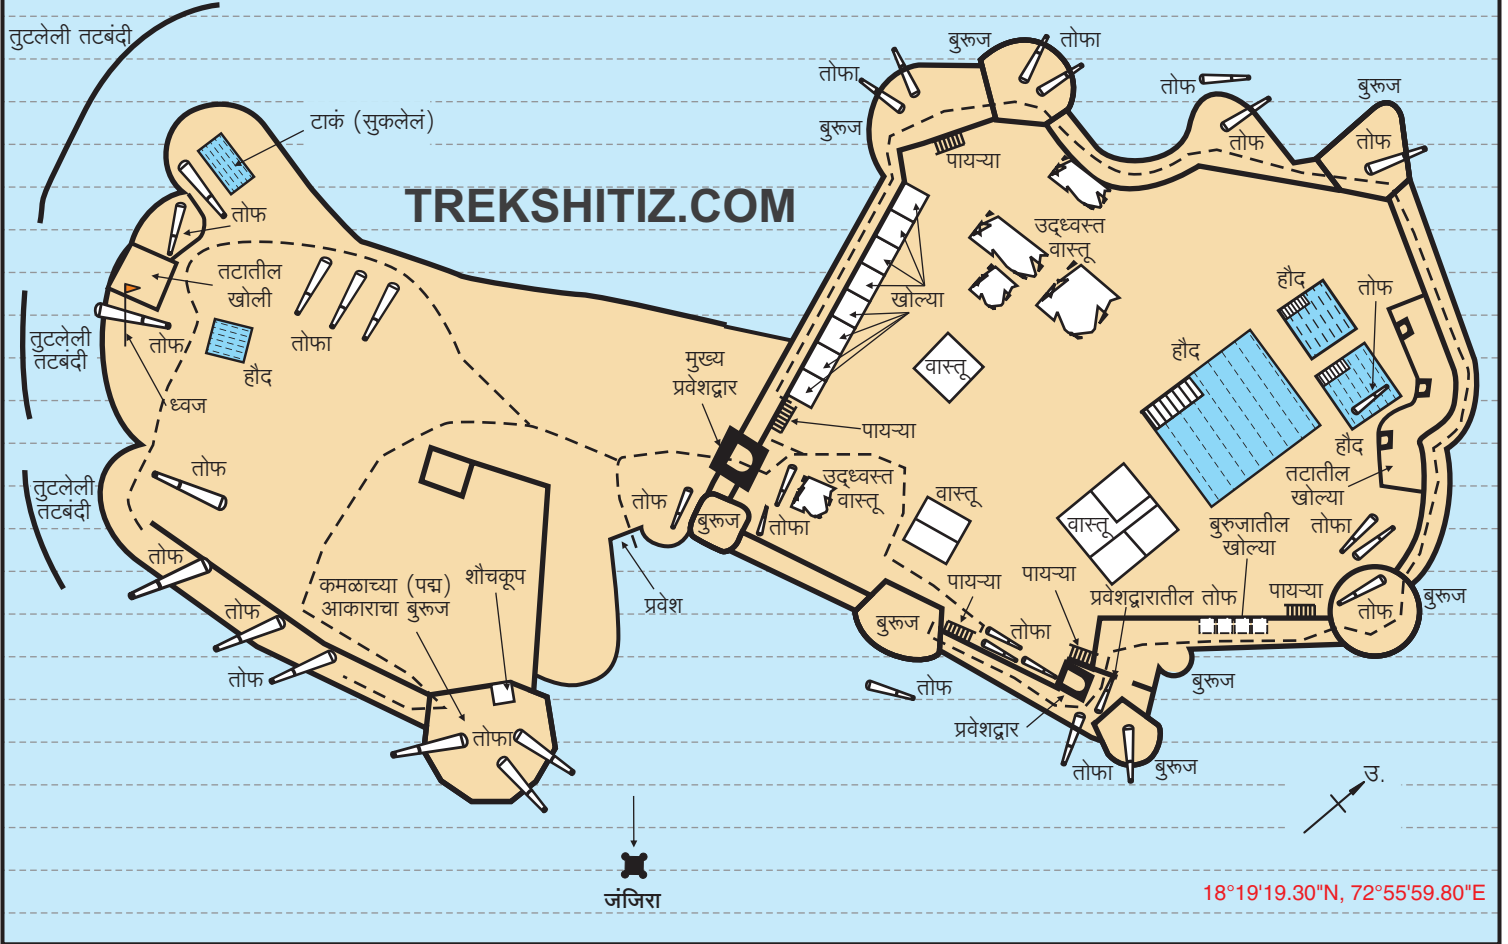 तुटलेली तटबंदी
टाकं (सुकलेलं)
तोफ
तटातील
खोली
तोफा
तुटलेली
तटबंदी
तोफ
हौद
ध्वज
तुटलेली
तटबंदी
तोफ
तोफ
तोफ
तोफ
कमळाच्या (पद्म)
आकाराचा बुरूज
शौचकूप
तोफा
TREKSHITIZ.COM
मुख्य
प्रवेशद्वार
पायऱ्या
तोफ
बुरूज
तोफा
उद्ध्वस्त
वास्तू
प्रवेश
बुरूज
तोफा
तोफा
बुरूज
पायऱ्या
उद्ध्वस्त
वास्तू
खोल्या
वास्तू
तोफ
तोफ
बुरूज
तोफ
हौद
तोफ
हौद
हौद
तटातील
खोल्या
वास्तू
वास्तू
बुरुजातील
खोल्या
तोफा
पायऱ्या
पायऱ्या
पायऱ्या
प्रवेशद्वारातील तोफ
बुरूज
तोफ
बुरूज
तोफा
तोफ
बुरूज
प्रवेशद्वार
तोफा
बुरूज
उ.
जंजिरा
18°19'19.30"N, 72°55'59.80"E